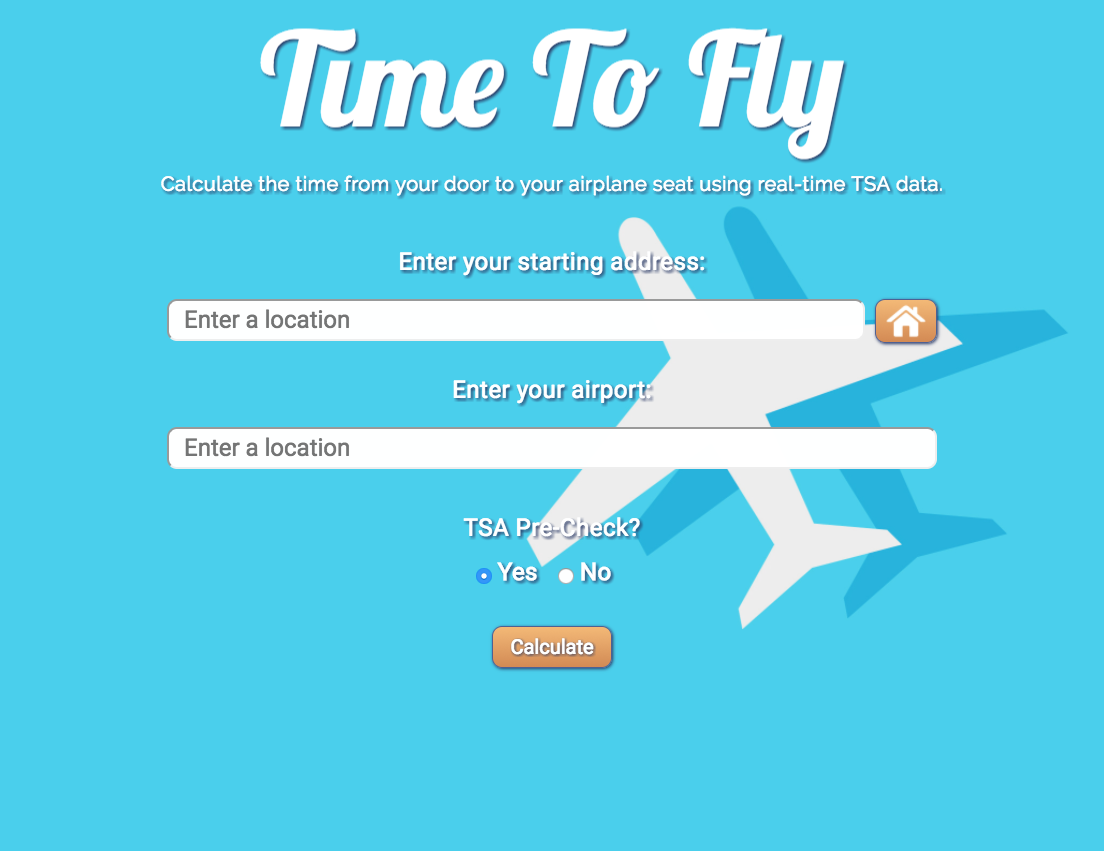 Time To Fly
Calculate the time from your door to your airplane seat using real-time TSA data.
Enter your starting address:
Enter a location
Enter your airport:
Enter a location
TSA Pre-Check?
Yes No
Calculate